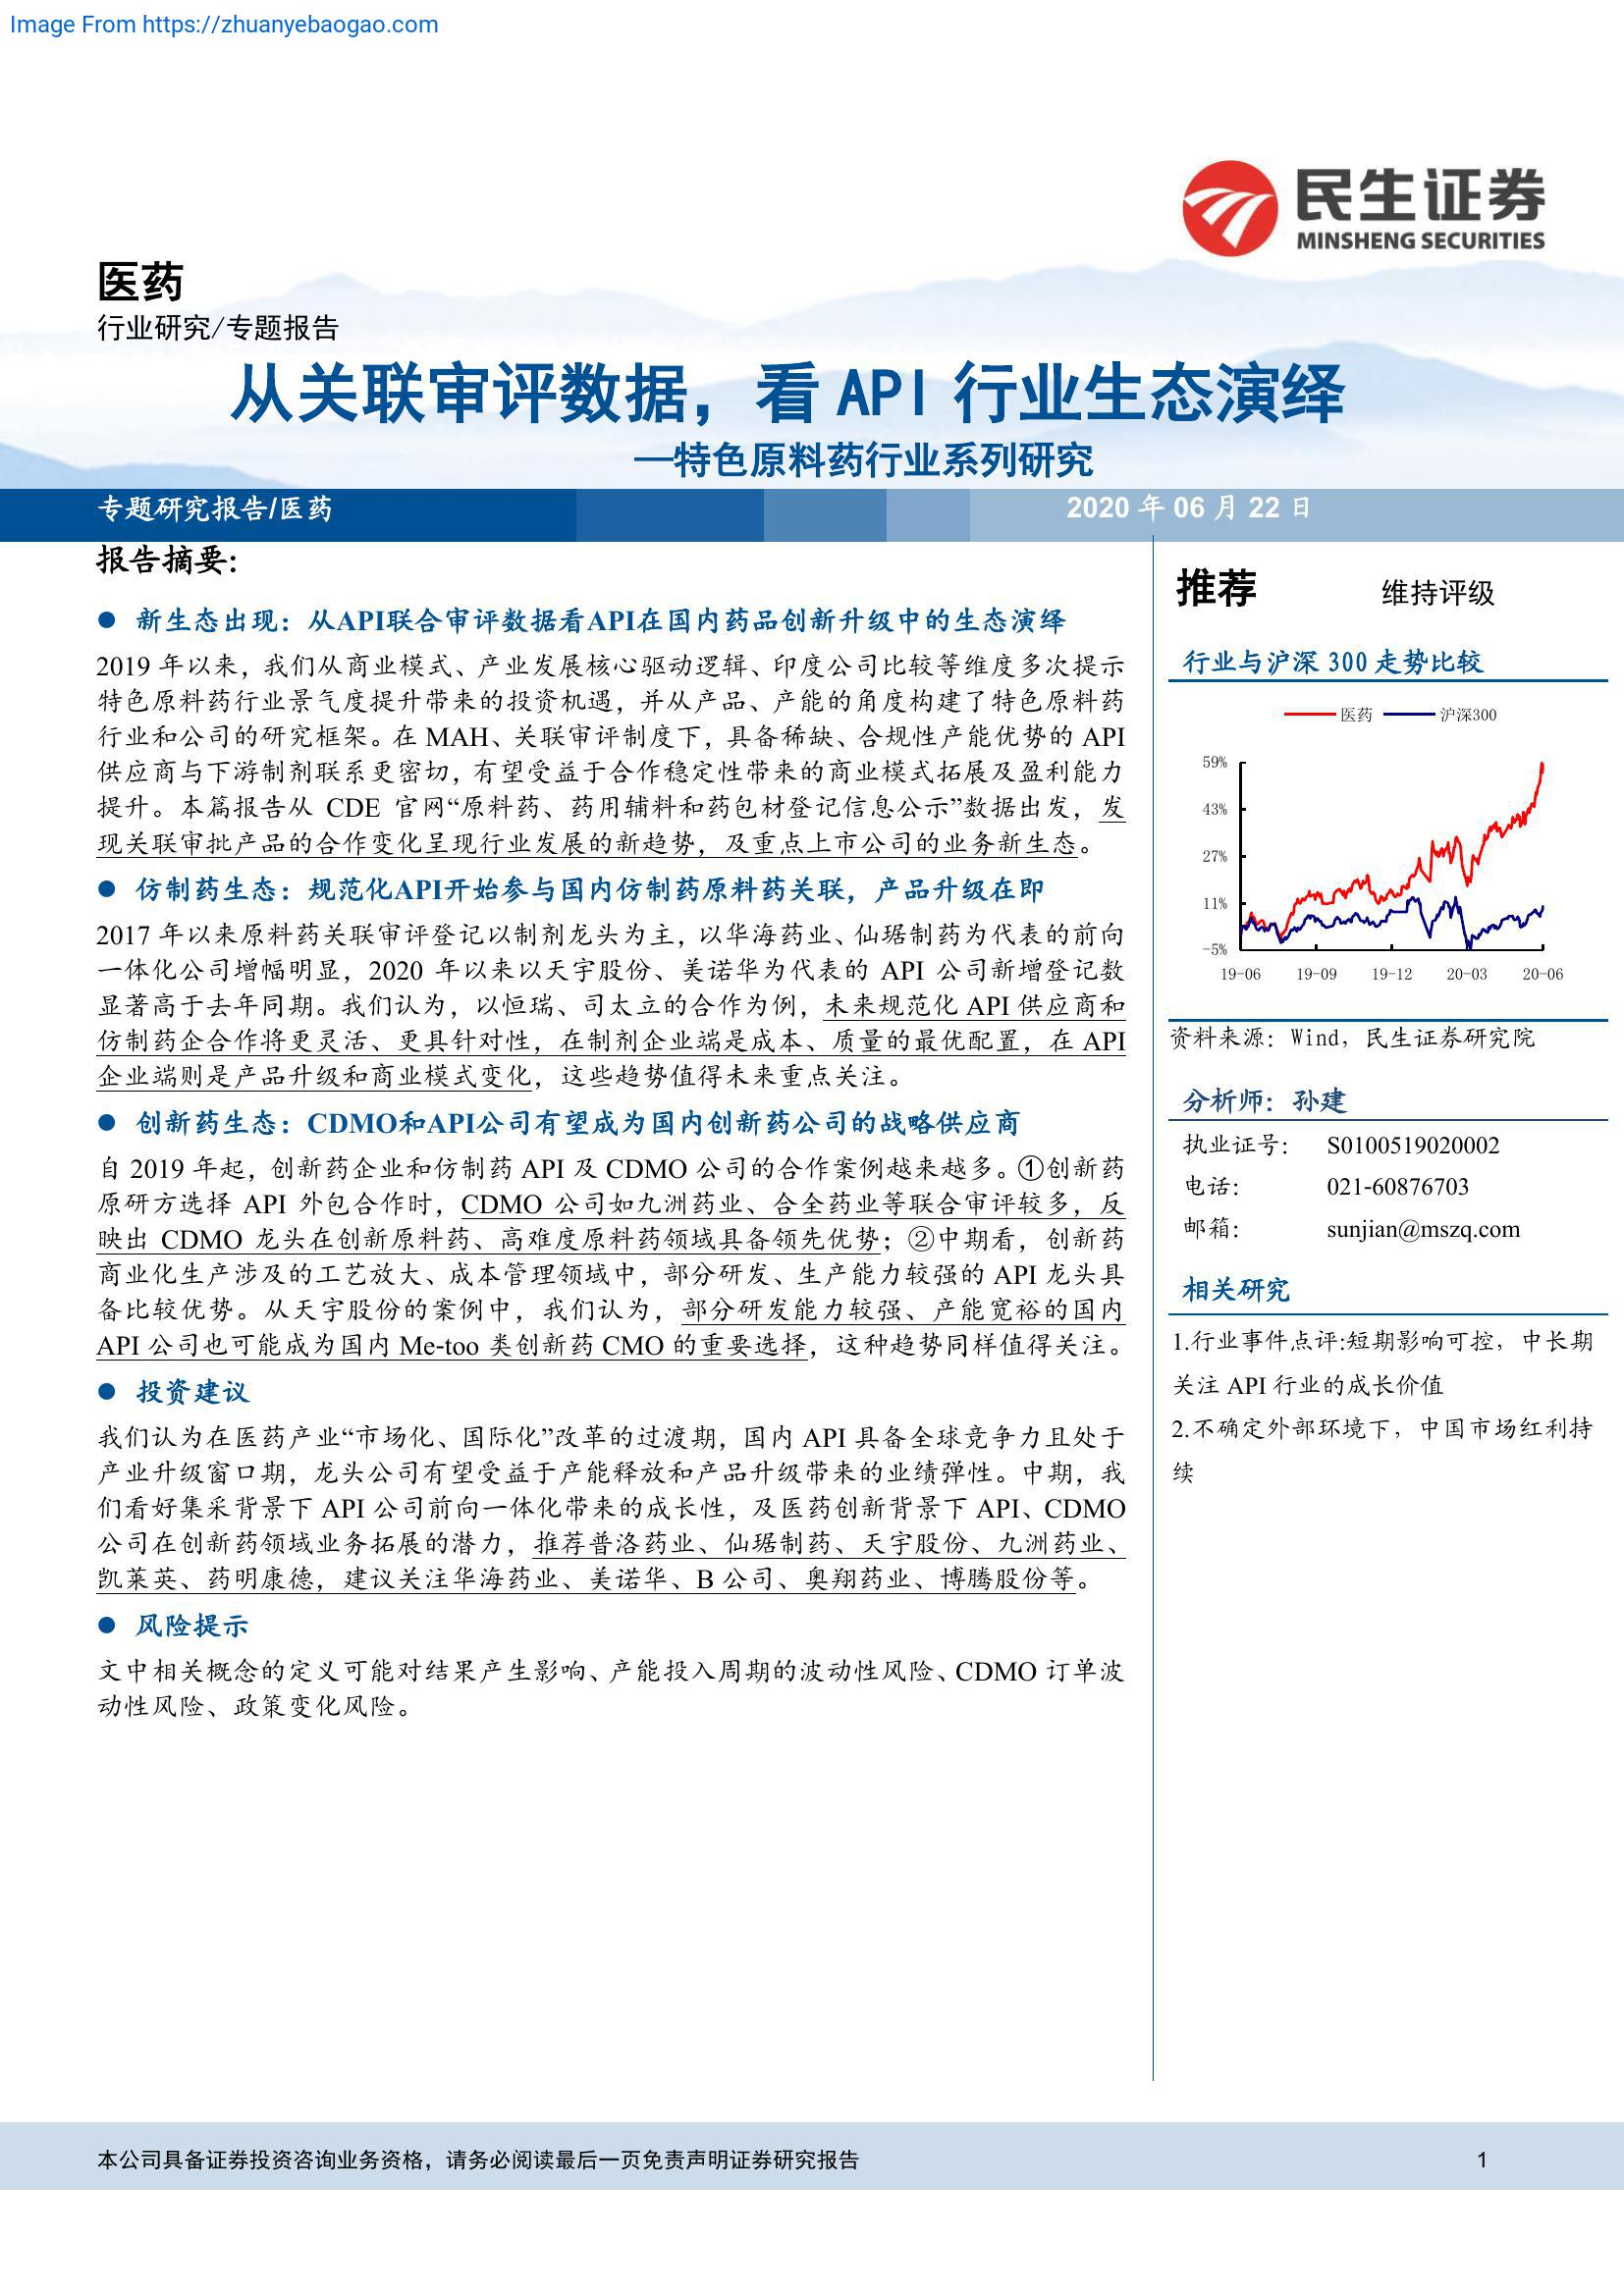 Image From https://zhuanyebaogao.com
民生证券
MINSHENG SECURITIES
医药
行业研究/专题报告
从关联审评数据，看 API 行业生态演绎
—特色原料药行业系列研究
专题研究报告/医药
2020 年 06 月 22 日
报告摘要：
● 新生态出现：从API联合审评数据看API在国内药品创新升级中的生态演绎
2019 年以来，我们从商业模式、产业发展核心驱动逻辑、印度公司比较等维度多次提示
特色原料药行业景气度提升带来的投资机遇，并从产品、产能的角度构建了特色原料药
行业和公司的研究框架。在 MAH、关联审评制度下，具备稀缺、合规性产能优势的 API
供应商与下游制剂联系更密切，有望受益于合作稳定性带来的商业模式拓展及盈利能力
提升。本篇报告从 CDE 官网“原料药、药用辅料和药包材登记信息公示”数据出发，发
现关联审批产品的合作变化呈现行业发展的新趋势，及重点上市公司的业务新生态。
● 仿制药生态：规范化API开始参与国内仿制药原料药关联，产品升级在即
2017 年以来原料药关联审评登记以制剂龙头为主，以华海药业、仙琚制药为代表的前向
一体化公司增幅明显，2020 年以来以天宇股份、美诺华为代表的 API 公司新增登记数
显著高于去年同期。我们认为，以恒瑞、司太立的合作为例，未来规范化 API 供应商和
仿制药企合作将更灵活、更具针对性，在制剂企业端是成本、质量的最优配置，在 API
企业端则是产品升级和商业模式变化，这些趋势值得未来重点关注。
● 创新药生态：CDMO和API公司有望成为国内创新药公司的战略供应商
自 2019 年起，创新药企业和仿制药 API 及 CDMO 公司的合作案例越来越多。①创新药
原研方选择 API 外包合作时，CDMO 公司如九洲药业、合全药业等联合审评较多，反
映出 CDMO 龙头在创新原料药、高难度原料药领域具备领先优势；②中期看，创新药
商业化生产涉及的工艺放大、成本管理领域中，部分研发、生产能力较强的 API 龙头具
备比较优势。从天宇股份的案例中，我们认为，部分研发能力较强、产能宽裕的国内
API 公司也可能成为国内 Me-too 类创新药 CMO 的重要选择，这种趋势同样值得关注。
● 投资建议
我们认为在医药产业“市场化、国际化”改革的过渡期，国内 API 具备全球竞争力且处于
产业升级窗口期，龙头公司有望受益于产能释放和产品升级带来的业绩弹性。中期，我
们看好集采背景下 API 公司前向一体化带来的成长性，及医药创新背景下 API、CDMO
公司在创新药领域业务拓展的潜力，推荐普洛药业、仙琚制药、天宇股份、九洲药业、
凯莱英、药明康德，建议关注华海药业、美诺华、B 公司、奥翔药业、博腾股份等。
● 风险提示
文中相关概念的定义可能对结果产生影响、产能投入周期的波动性风险、CDMO 订单波
动性风险、政策变化风险。
推荐 维持评级
行业与沪深 300 走势比较
医药 沪深300
59%
43%
27%
11%
-5%
19-06 19-09 19-12 20-03 20-06
资料来源：Wind，民生证券研究院
分析师：孙建
执业证号： S0100519020002
电话： 021-60876703
邮箱： sunjian@mszq.com
相关研究
1.行业事件点评:短期影响可控，中长期
关注 API 行业的成长价值
2.不确定外部环境下，中国市场红利持
续
本公司具备证券投资咨询业务资格，请务必阅读最后一页免责声明证券研究报告
1